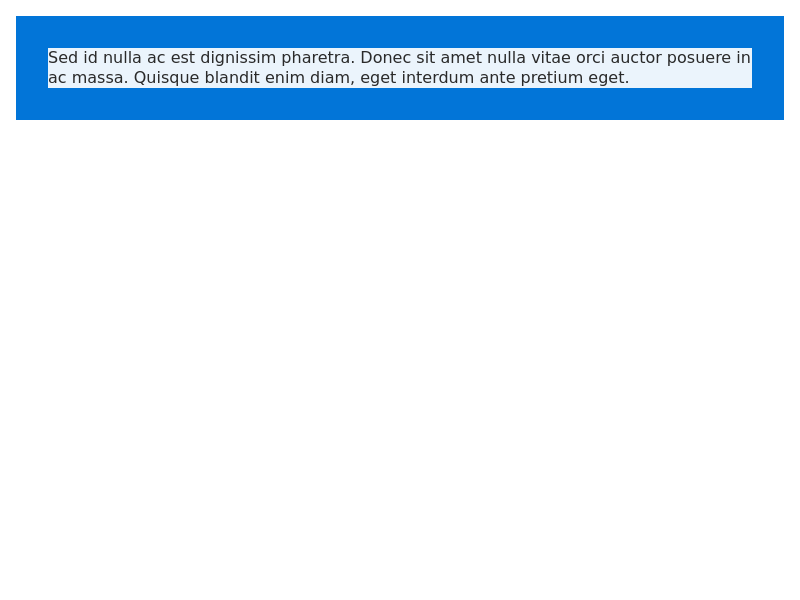 Sed id nulla ac est dignissim pharetra. Donec sit amet nulla vitae orci auctor posuere in
ac massa. Quisque blandit enim diam, eget interdum ante pretium eget.